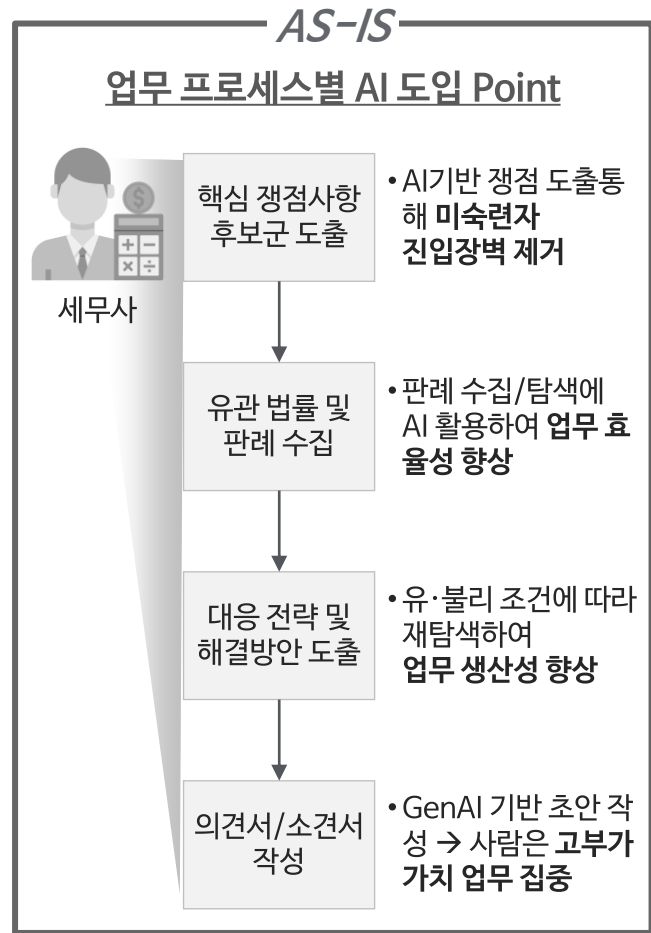 AS-IS
업무 프로세스별 AI 도입 Point
세무사
핵심 쟁점사항
후보군 도출
• AI기반 쟁점 도출통
해 미숙련자
진입장벽 제거
유관 법률 및
판례 수집
• 판례 수집/탐색에
AI 활용하여 업무 효
율성 향상
대응 전략 및
해결방안 도출
• 유·불리 조건에 따라
재탐색하여
업무 생산성 향상
의견서/소견서
작성
• GenAI 기반 초안 작
성 → 사람은 고부가
가치 업무 집중